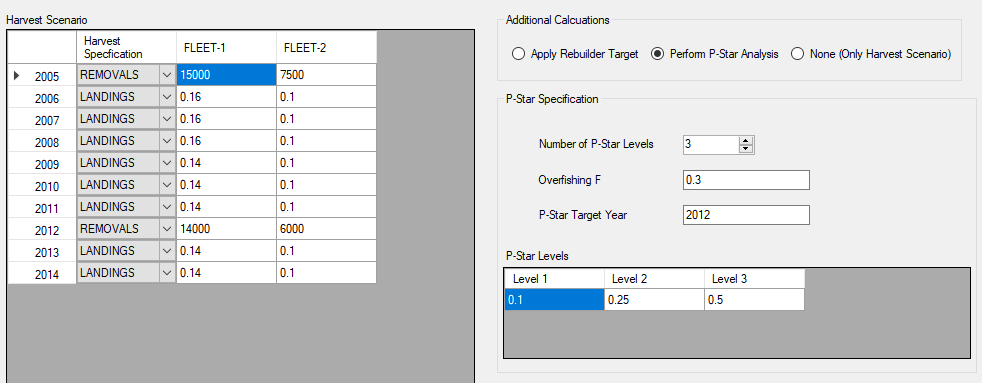 Harvest Scenario
Harvest Specfication FLEET-1 FLEET-2
2005 REMOVALS 15000 7500
2006 LANDINGS 0.16 0.1
2007 LANDINGS 0.16 0.1
2008 LANDINGS 0.16 0.1
2009 LANDINGS 0.14 0.1
2010 LANDINGS 0.14 0.1
2011 LANDINGS 0.14 0.1
2012 REMOVALS 14000 6000
2013 LANDINGS 0.14 0.1
2014 LANDINGS 0.14 0.1
Additional Calcuations
Apply Rebuilder Target Perform P-Star Analysis None (Only Harvest Scenario)
P-Star Specification
Number of P-Star Levels 3
Overfishing F 0.3
P-Star Target Year 2012
P-Star Levels
Level 1 Level 2 Level 3
0.1 0.25 0.5